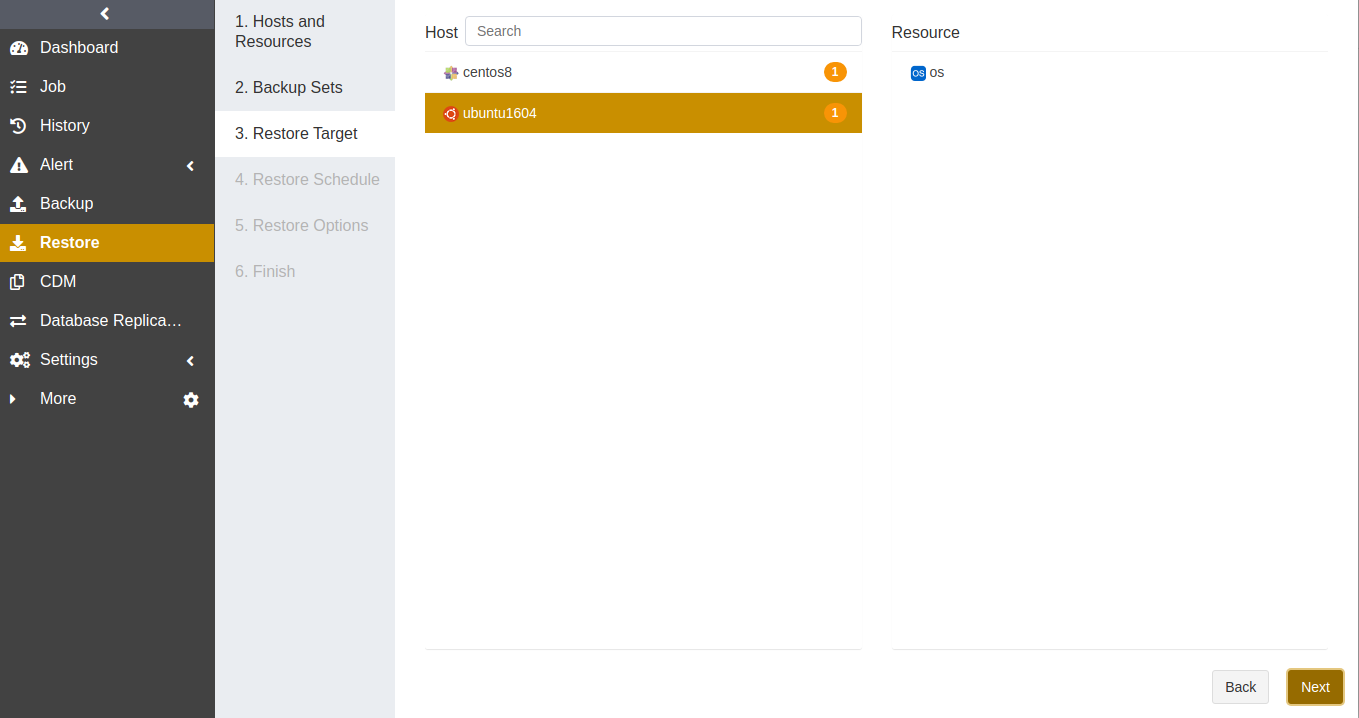 Dashboard
Job
History
Alert
Backup
Restore
CDM
Database Replica…
Settings
More
1. Hosts and
Resources
2. Backup Sets
3. Restore Target
4. Restore Schedule
5. Restore Options
6. Finish
Host Search
centos8 1
ubuntu1604 1
Resource
OS os
Back Next